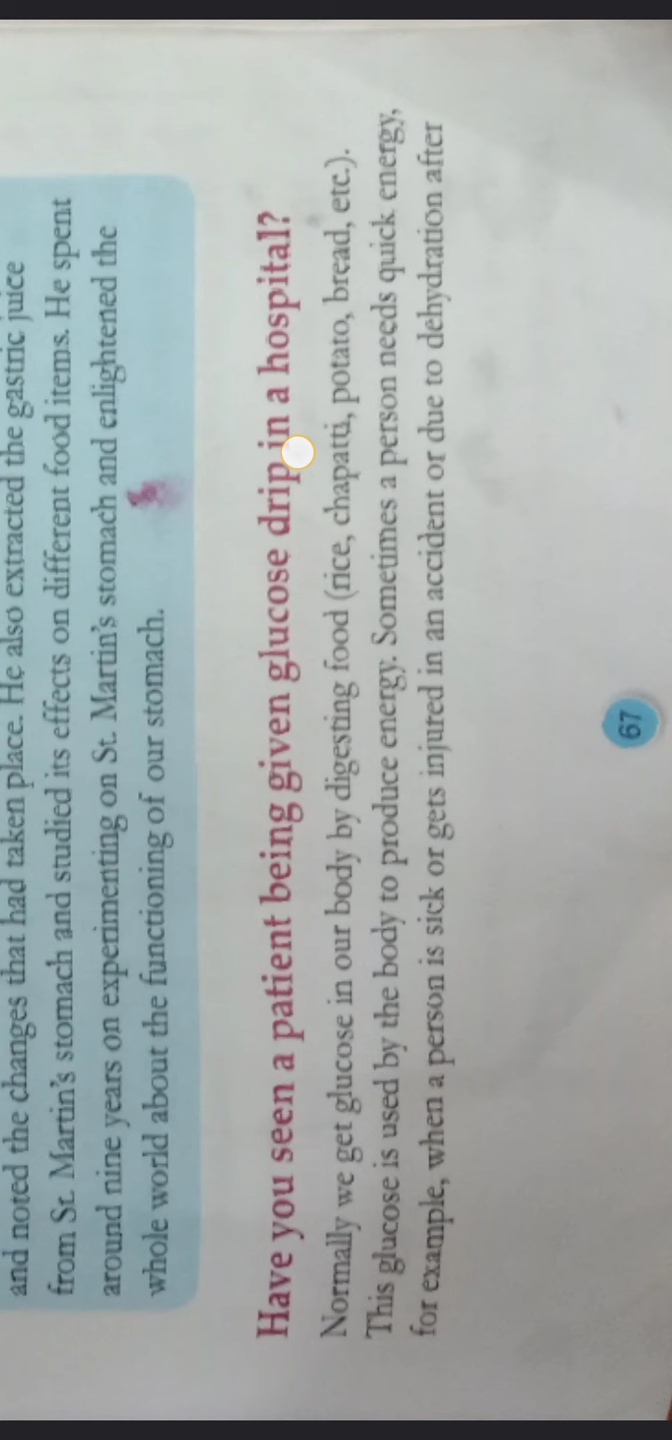 and noted the changes that had taken place. He also extracted the gastric juice
from St. Martin's stomach and studied its effects on different food items. He spent
around nine years on experimenting on St. Martin's stomach and enlightened the
whole world about the functioning of our stomach.
Have you seen a patient being given glucose drip in a hospital?
Normally we get glucose in our body by digesting food (rice, chapatti, potato, bread, etc.).
This glucose is used by the body to produce energy. Sometimes a person needs quick energy,
for example, when a person is sick or gets injured in an accident or due to dehydration after
67